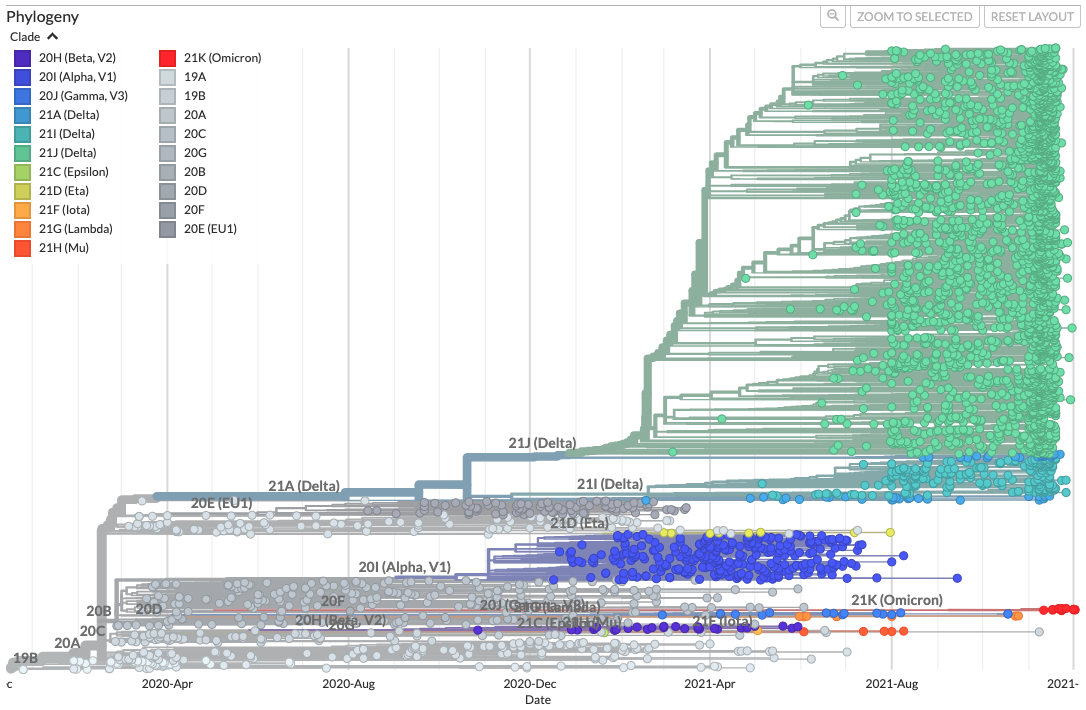 Phylogeny
ZOOM TO SELECTED
RESET LAYOUT
Clade
20H (Beta, V2)
20I (Alpha, V1)
20J (Gamma, V3)
21A (Delta)
21I (Delta)
21J (Delta)
21C (Epsilon)
21D (Eta)
21F (Iota)
21G (Lambda)
21H (Mu)
21K (Omicron)
19A
19B
20A
20C
20G
20B
20D
20F
20E (EU1)
21J (Delta)
21A (Delta)
21I (Delta)
20E (EU1)
21D (Eta)
20I (Alpha, V1)
20F
21K (Omicron)
20B
20D
20H (Beta, V2)
21F (Iota)
20C
20A
19B
c
2020-Apr
2020-Aug
2020-Dec
2021-Apr
2021-Aug
2021-
Date